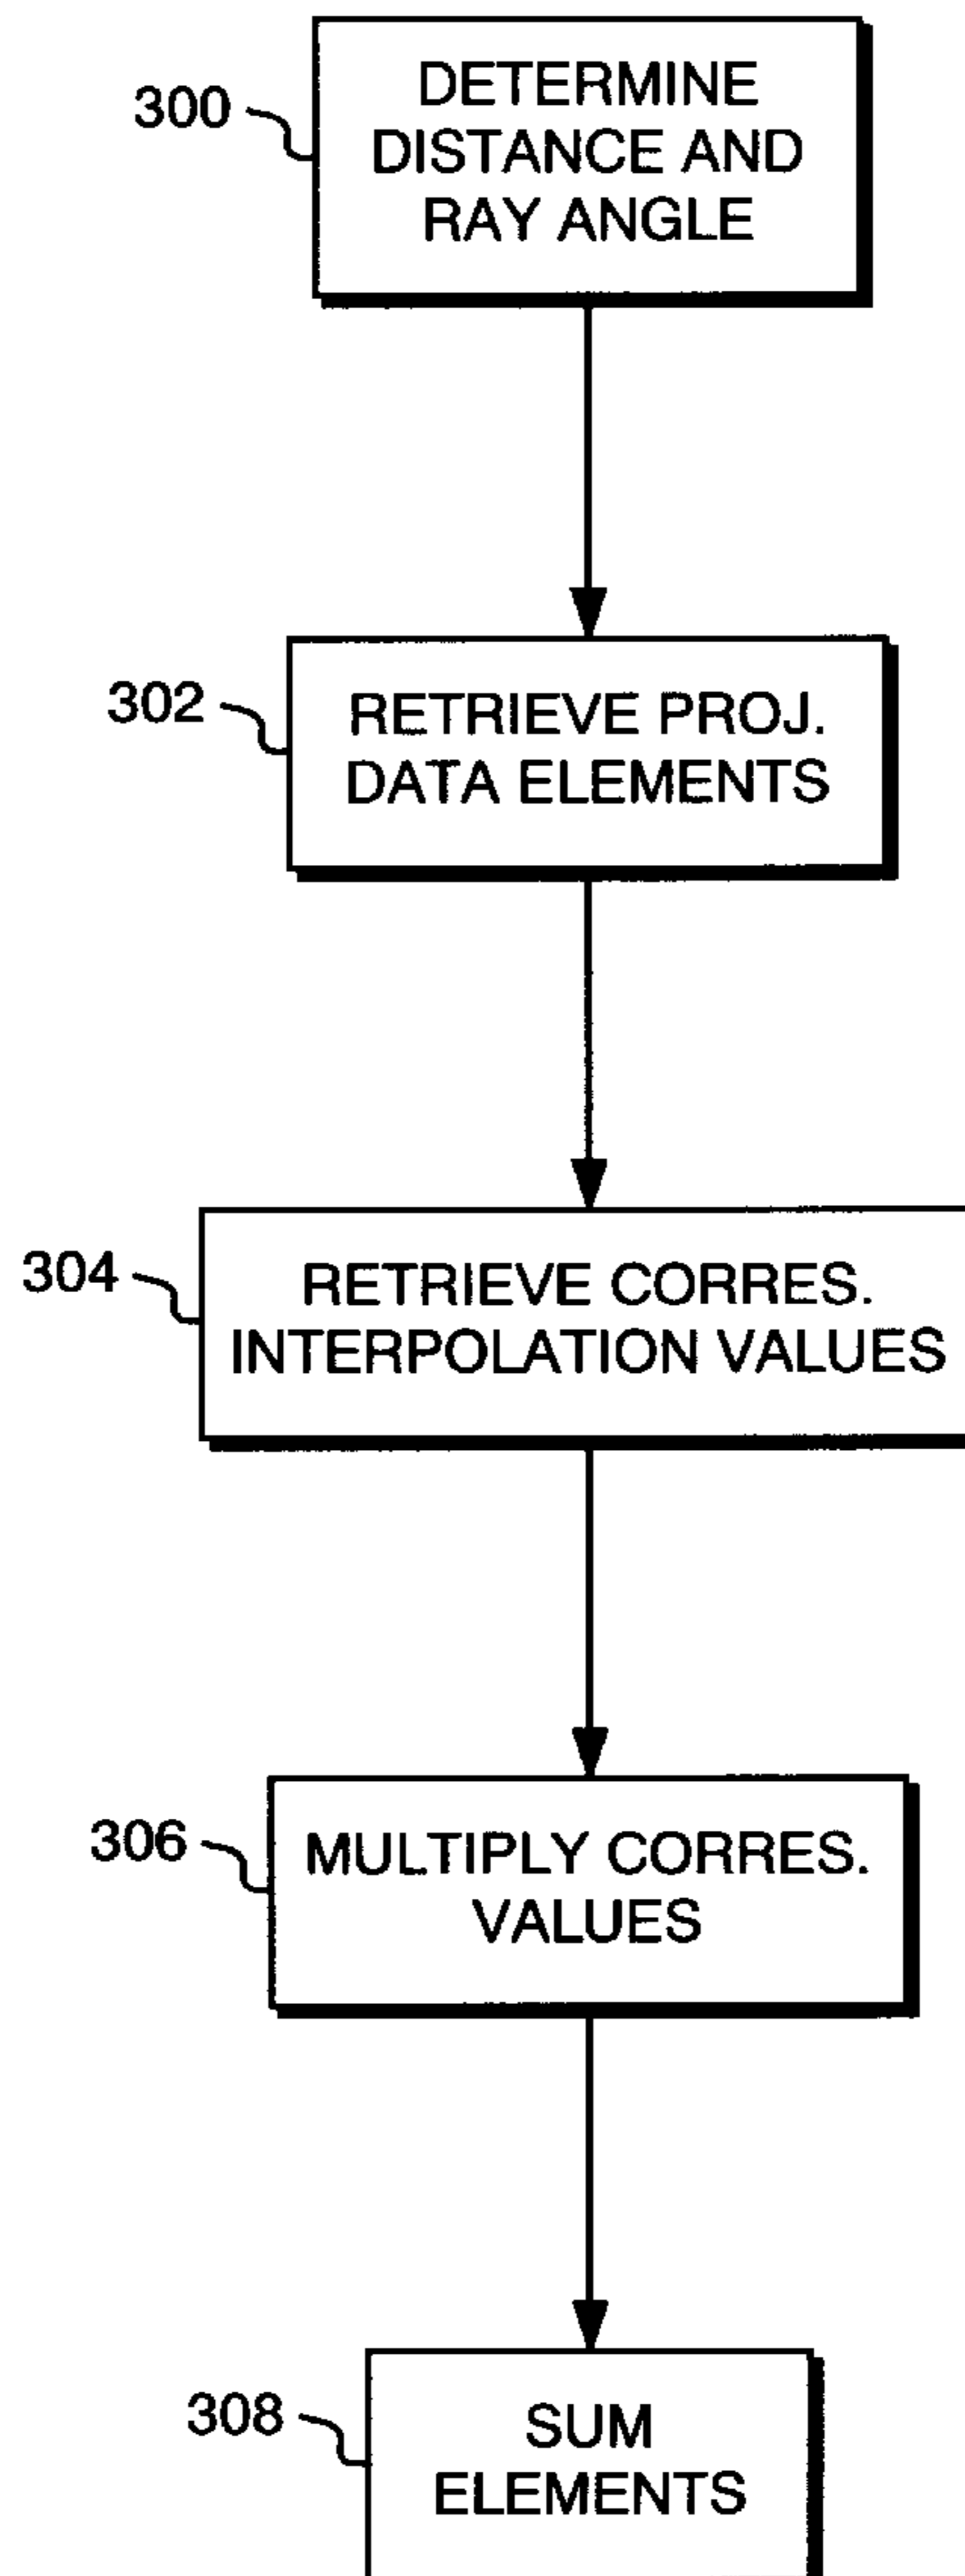 300
DETERMINE
DISTANCE AND
RAY ANGLE
302
RETRIEVE PROJ.
DATA ELEMENTS
304
RETRIEVE CORRES.
INTERPOLATION VALUES
306
MULTIPLY CORRES.
VALUES
308
SUM
ELEMENTS